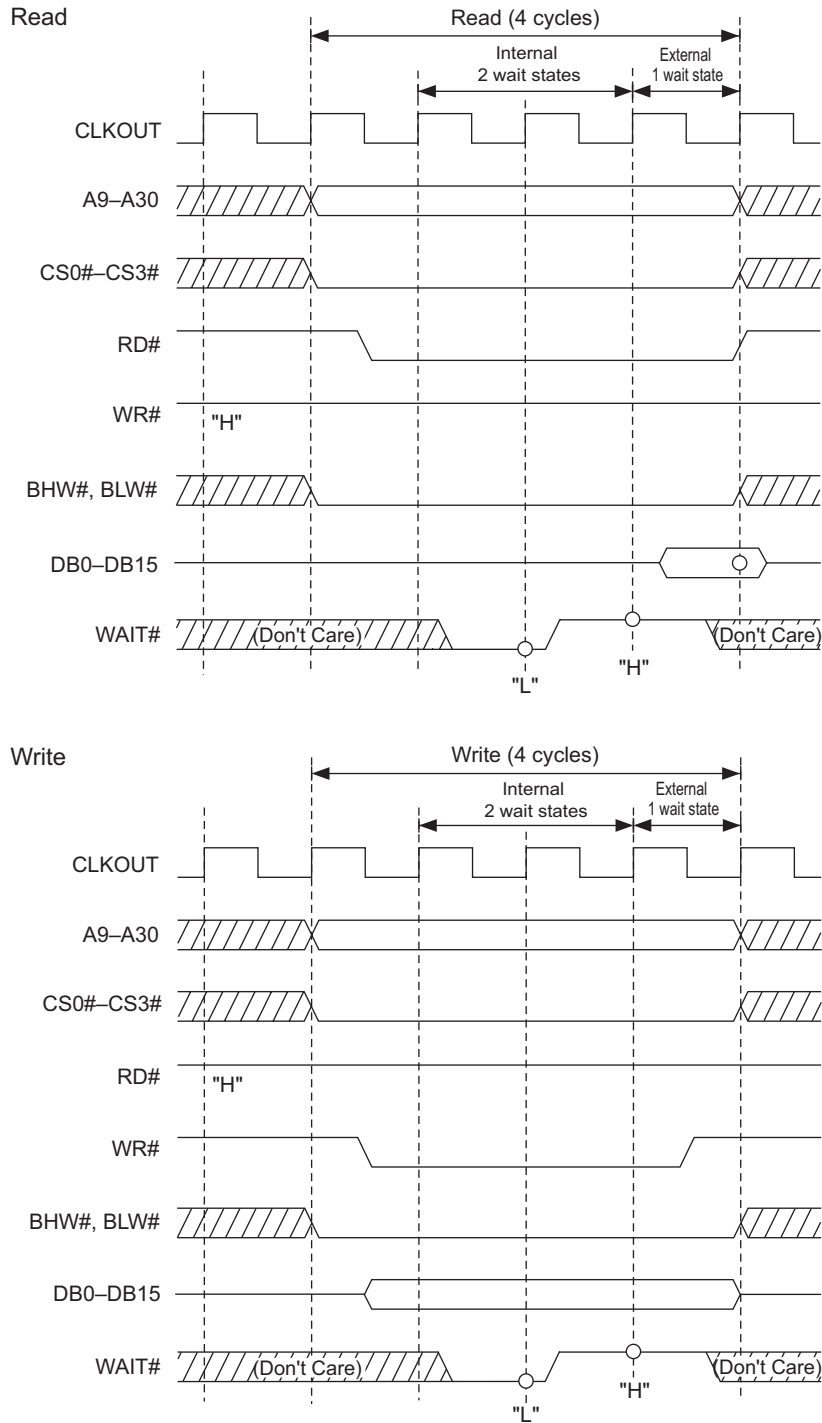 Read
Read (4 cycles)
Internal
2 wait states
External
1 wait state
CLKOUT
A9–A30
CS0#–CS3#
RD#
WR#
"H"
BHW#, BLW#
DB0–DB15
WAIT#
(Don't Care)
(Don't Care)
"L"
"H"
Write
Write (4 cycles)
Internal
2 wait states
External
1 wait state
CLKOUT
A9–A30
CS0#–CS3#
RD#
"H"
WR#
BHW#, BLW#
DB0–DB15
WAIT#
(Don't Care)
(Don't Care)
"L"
"H"